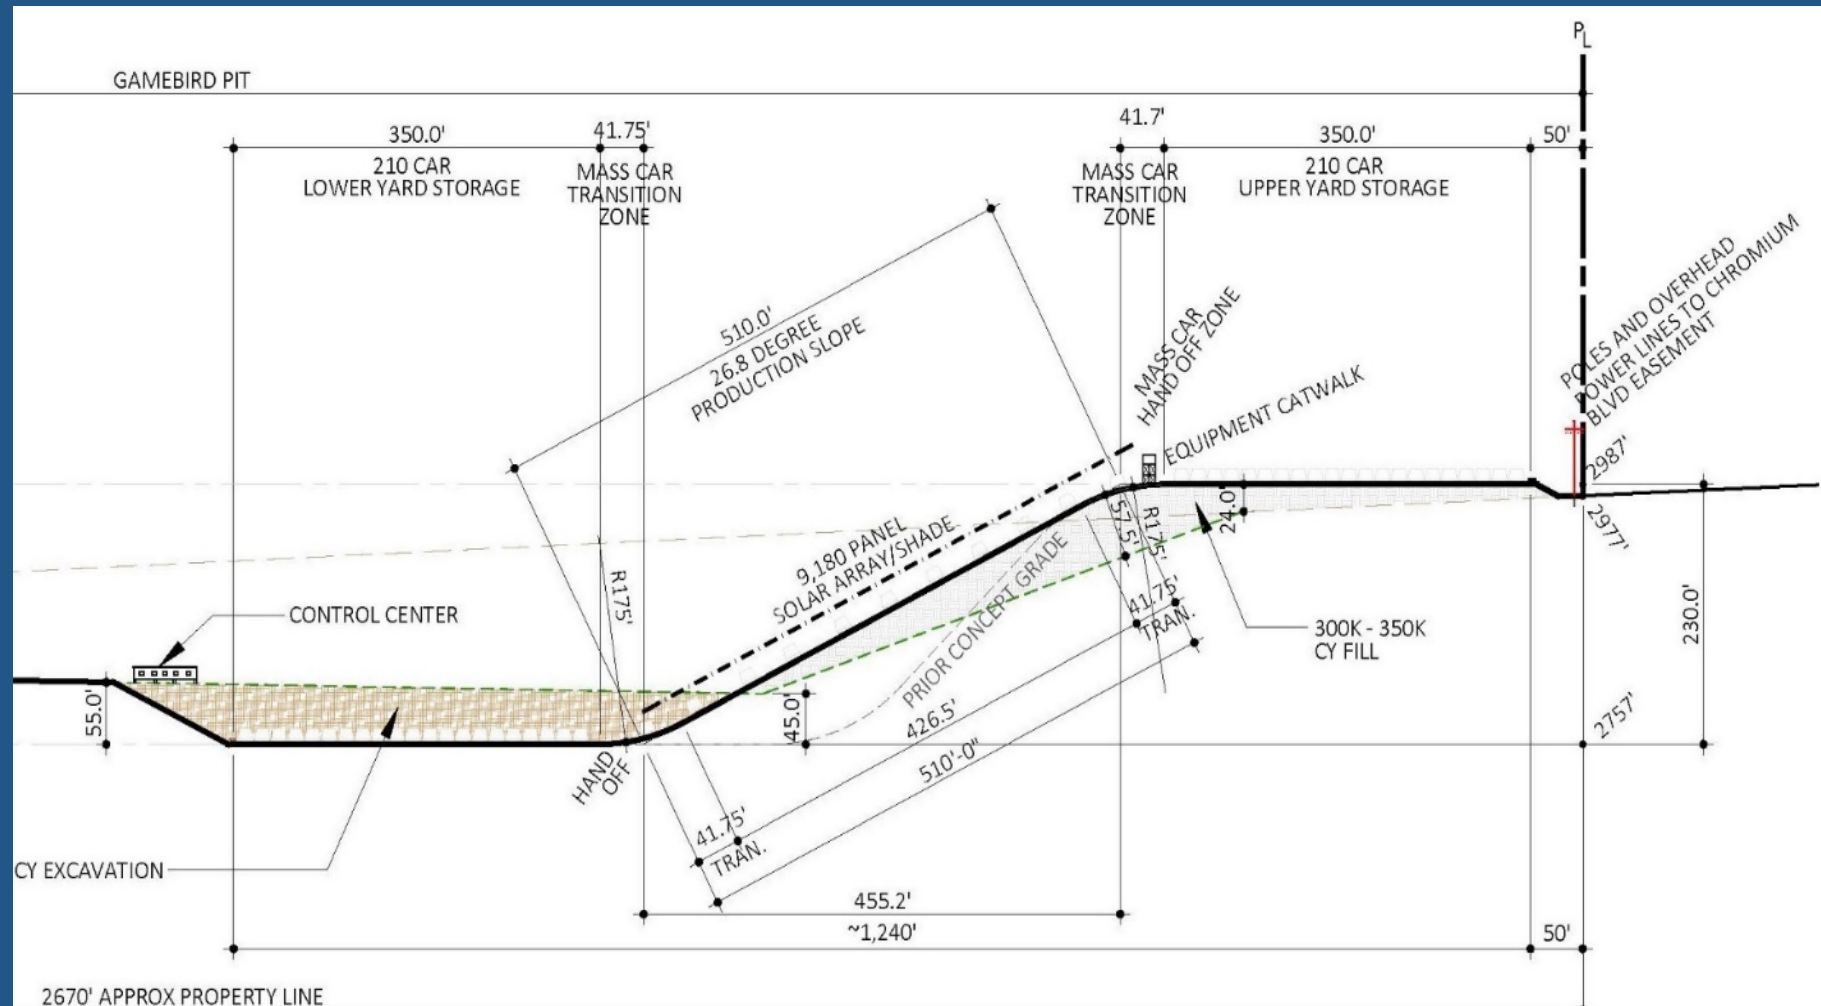 PL
GAMEBIRD PIT
350.0'
210 CAR
LOWER YARD STORAGE
41.75'
MASS CAR
TRANSITION
ZONE
41.7'
MASS CAR
TRANSITION
ZONE
350.0'
210 CAR
UPPER YARD STORAGE
50'
510.0'
26.8 DEGREE
PRODUCTION SLOPE
MASS CAR
HAND OFF ZONE
EQUIPMENT CATWALK
POLES AND OVERHEAD
POWER LINES TO CHROMIUM
BLVD EASEMENT
2987'
2977'
24.0'
57.5'
R175'
9,180 PANEL
SOLAR ARRAY/SHADE
PRIOR CONCEPT GRADE
R175'
CONTROL CENTER
41.75'
TRAN.
300K - 350K
CY FILL
230.0'
55.0'
45.0'
2757'
426.5'
510'-0"
HAND
OFF
41.75'
TRAN.
CY EXCAVATION
455.2'
~1,240'
50'
2670' APPROX PROPERTY LINE